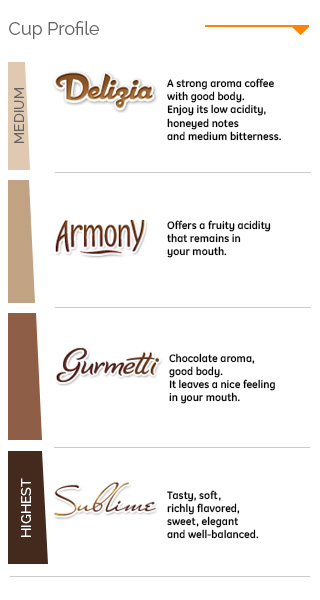 Cup Profile
MEDIUM
Delizia
A strong aroma coffee
with good body.
Enjoy its low acidity,
honeyed notes
and medium bitterness.
Armony
Offers a fruity acidity
that remains in
your mouth.
Gurmetti
Chocolate aroma,
good body.
It leaves a nice feeling
in your mouth.
HIGHEST
Sublime
Tasty, soft,
richly flavored,
sweet, elegant
and well-balanced.